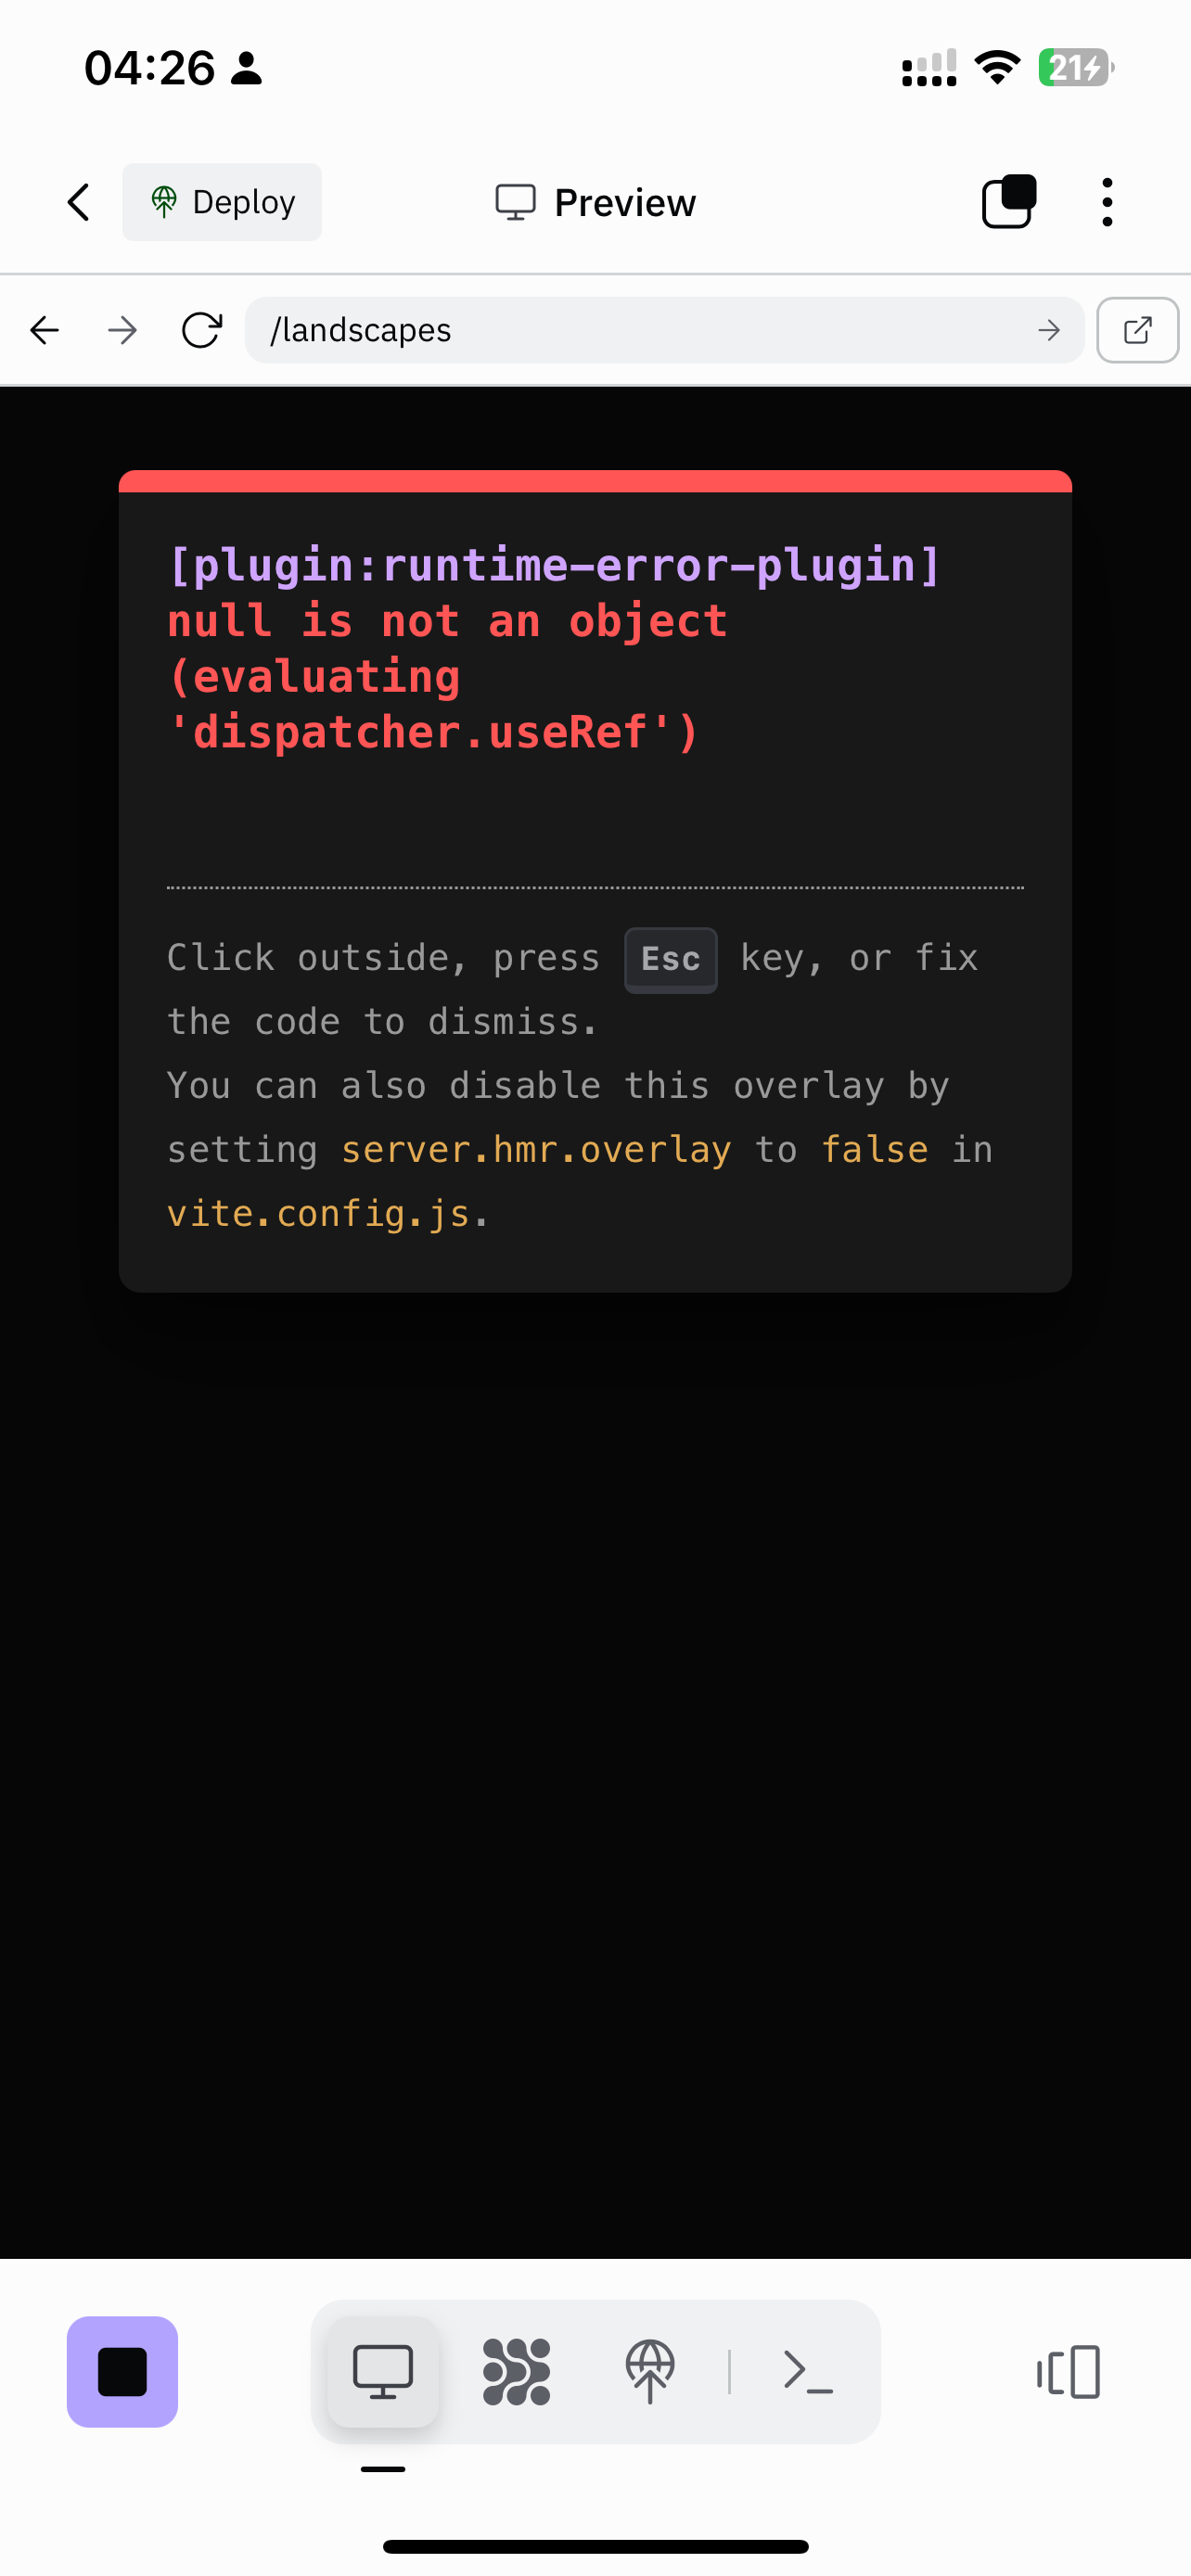 04:26
21
Deploy
Preview
/landscapes
[plugin:runtime-error-plugin]
null is not an object
(evaluating
'dispatcher.useRef')
Click outside, press Esc key, or fix
the code to dismiss.
You can also disable this overlay by
setting server.hmr.overlay to false in
vite.config.js.